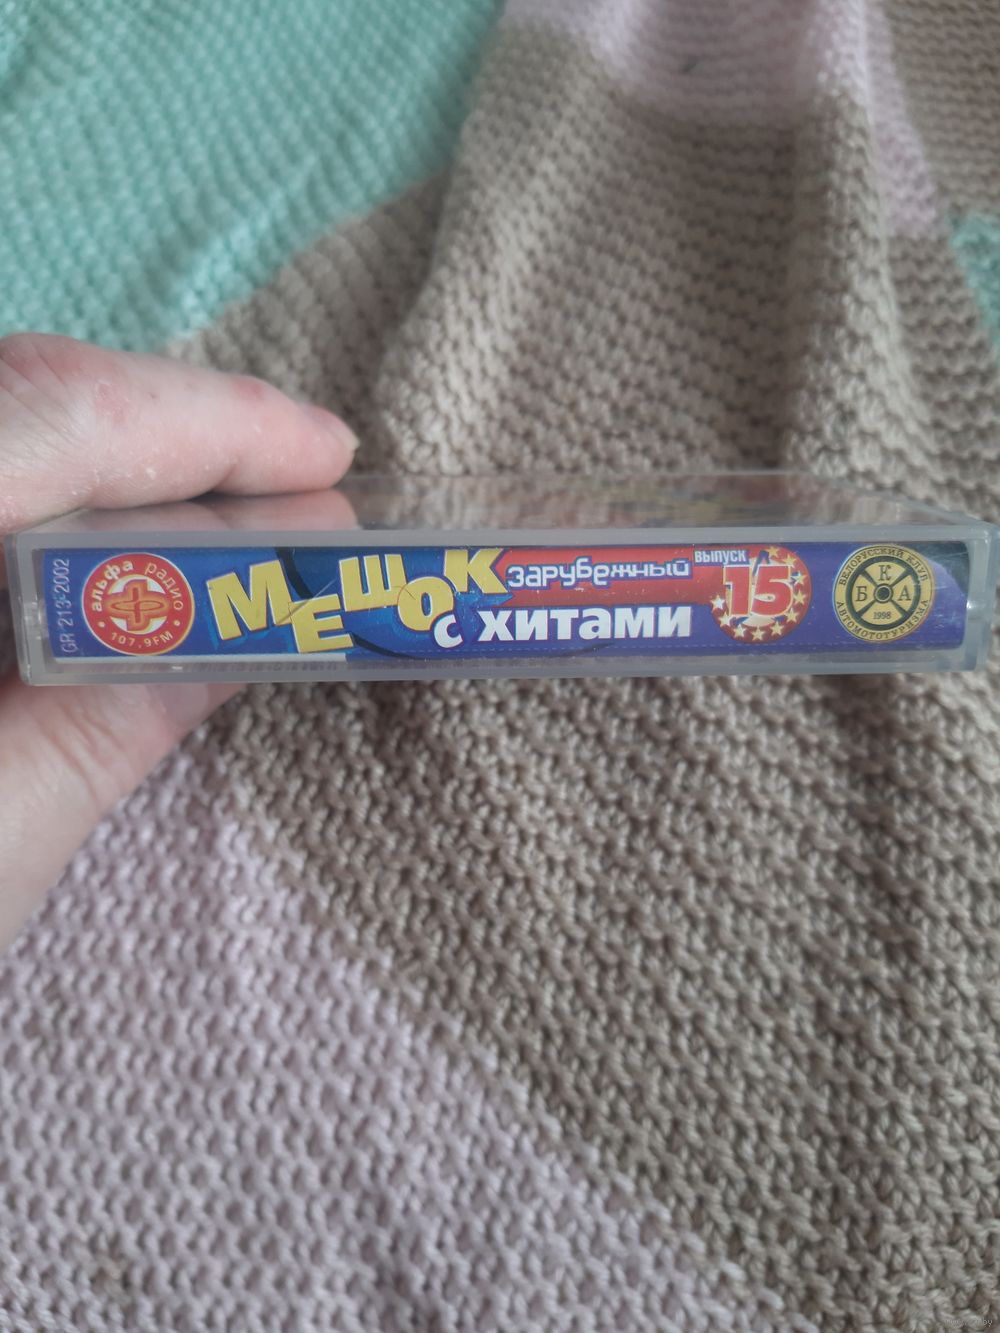 GR 213-2002
альфа радио
107,9FM
МЕШОК
зарубежный
с хитами
ВЫПУСК
15
БЕЛОРУССКИЙ КЛУБ
К
Б А
1998
АВТОМОТОТУРИЗМА